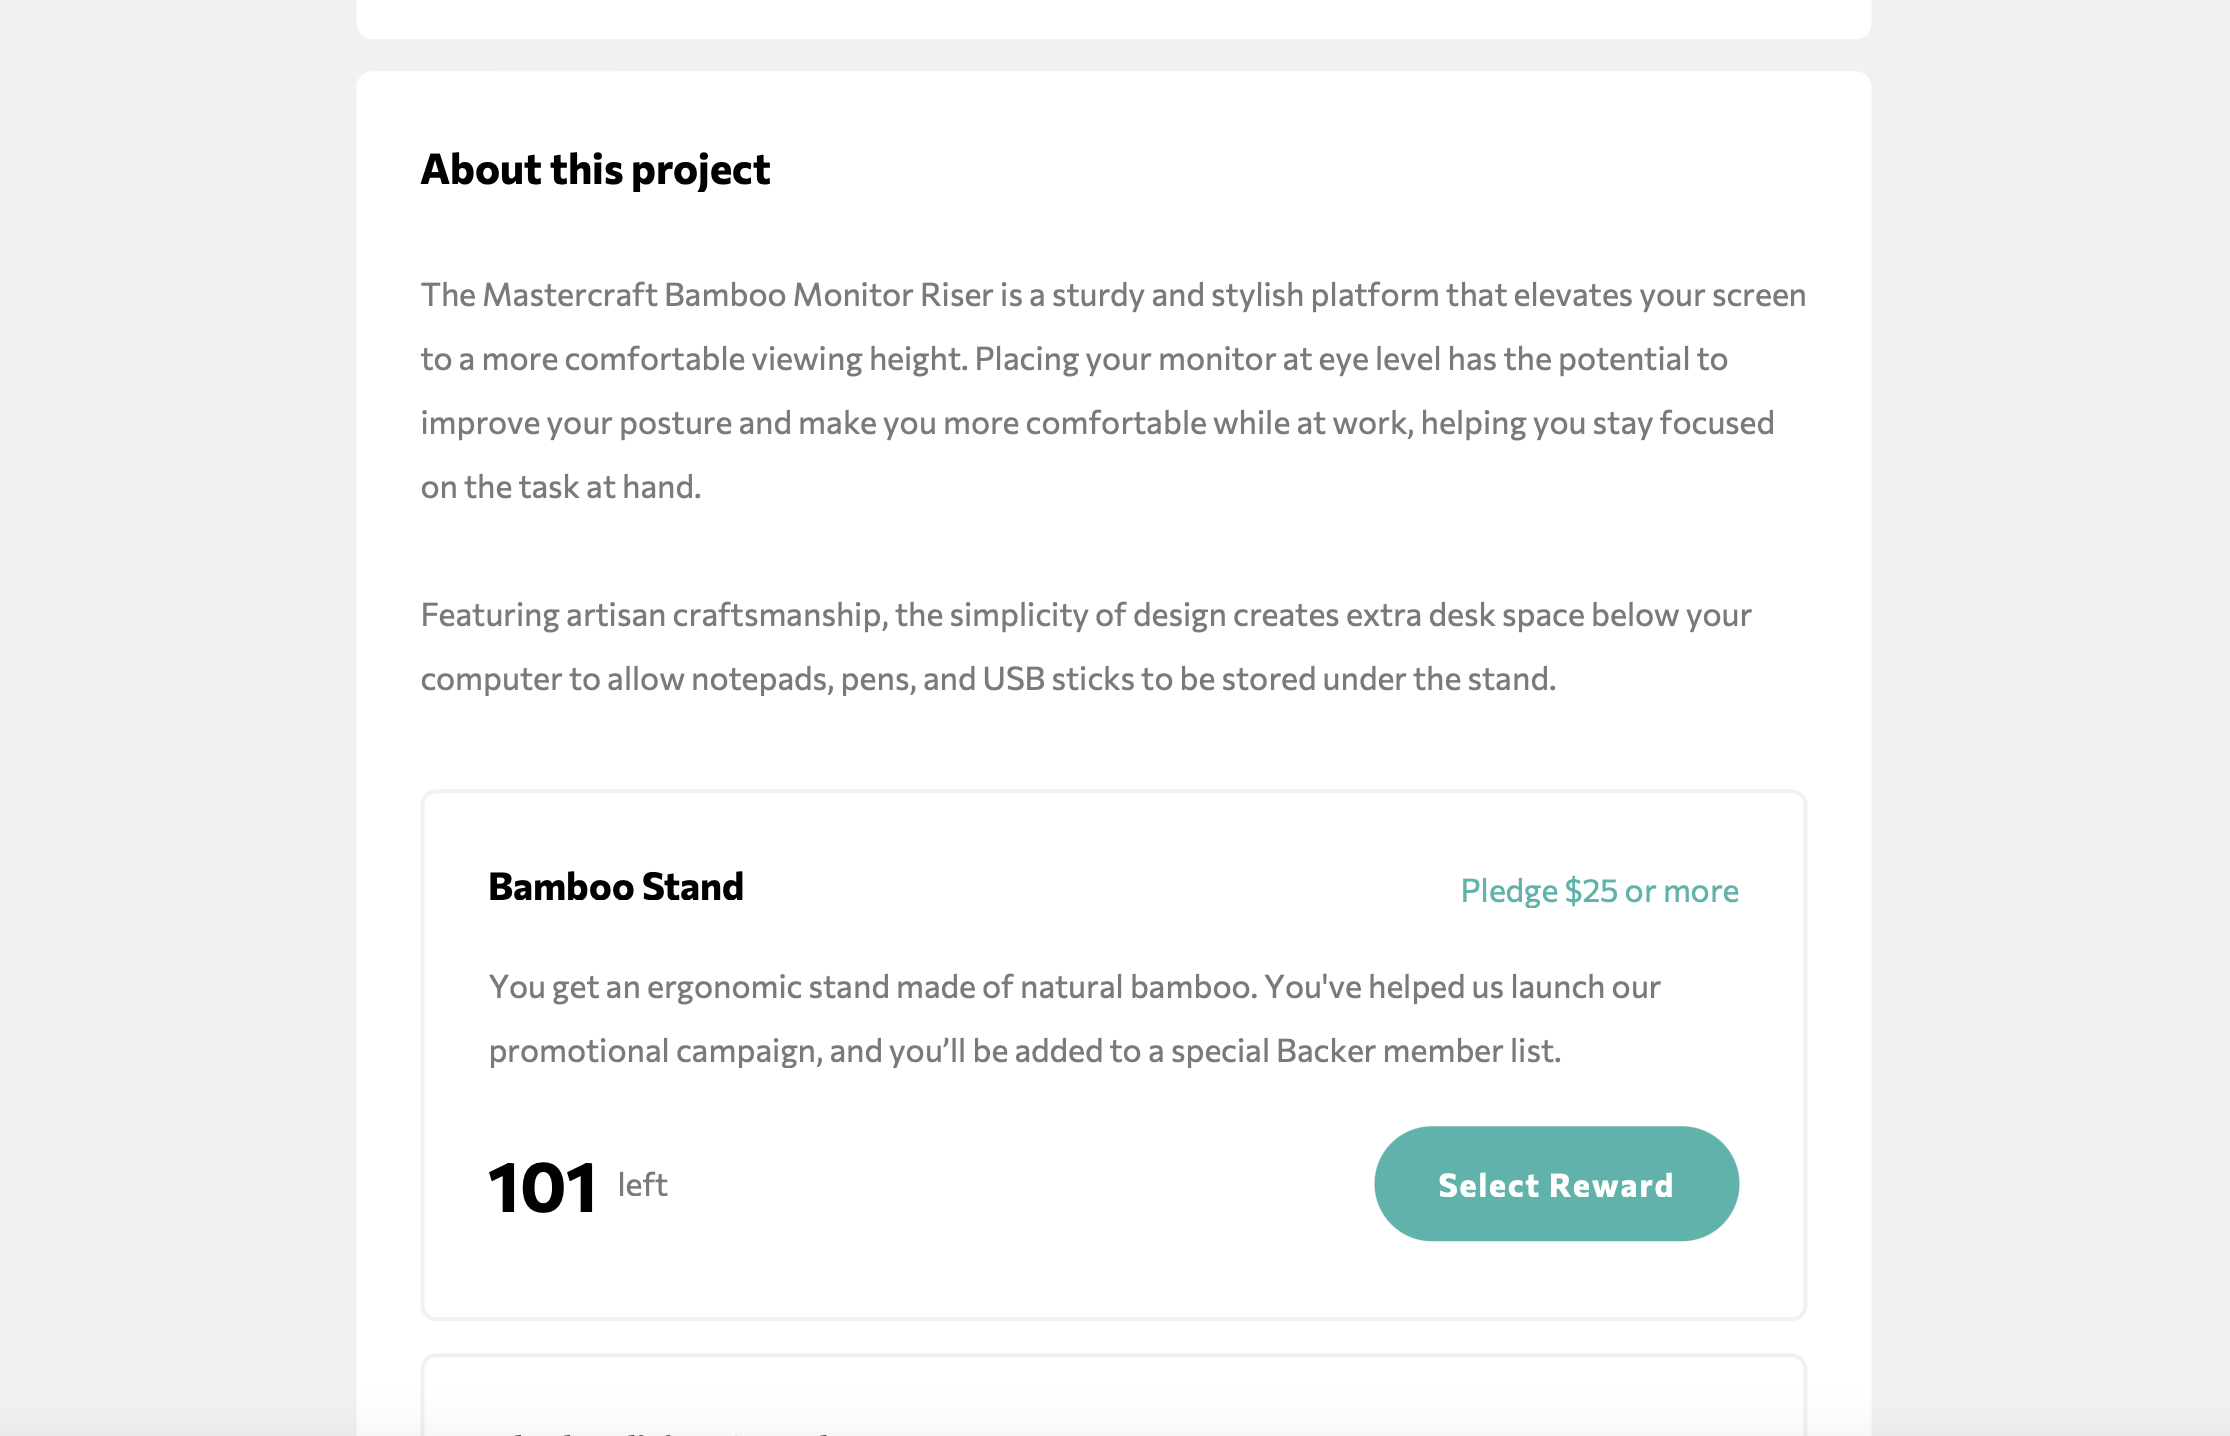 About this project
The Mastercraft Bamboo Monitor Riser is a sturdy and stylish platform that elevates your screen
to a more comfortable viewing height. Placing your monitor at eye level has the potential to
improve your posture and make you more comfortable while at work, helping you stay focused
on the task at hand.
Featuring artisan craftsmanship, the simplicity of design creates extra desk space below your
computer to allow notepads, pens, and USB sticks to be stored under the stand.
Bamboo Stand
Pledge $25 or more
You get an ergonomic stand made of natural bamboo. You've helped us launch our
promotional campaign, and you’ll be added to a special Backer member list.
101 left
Select Reward